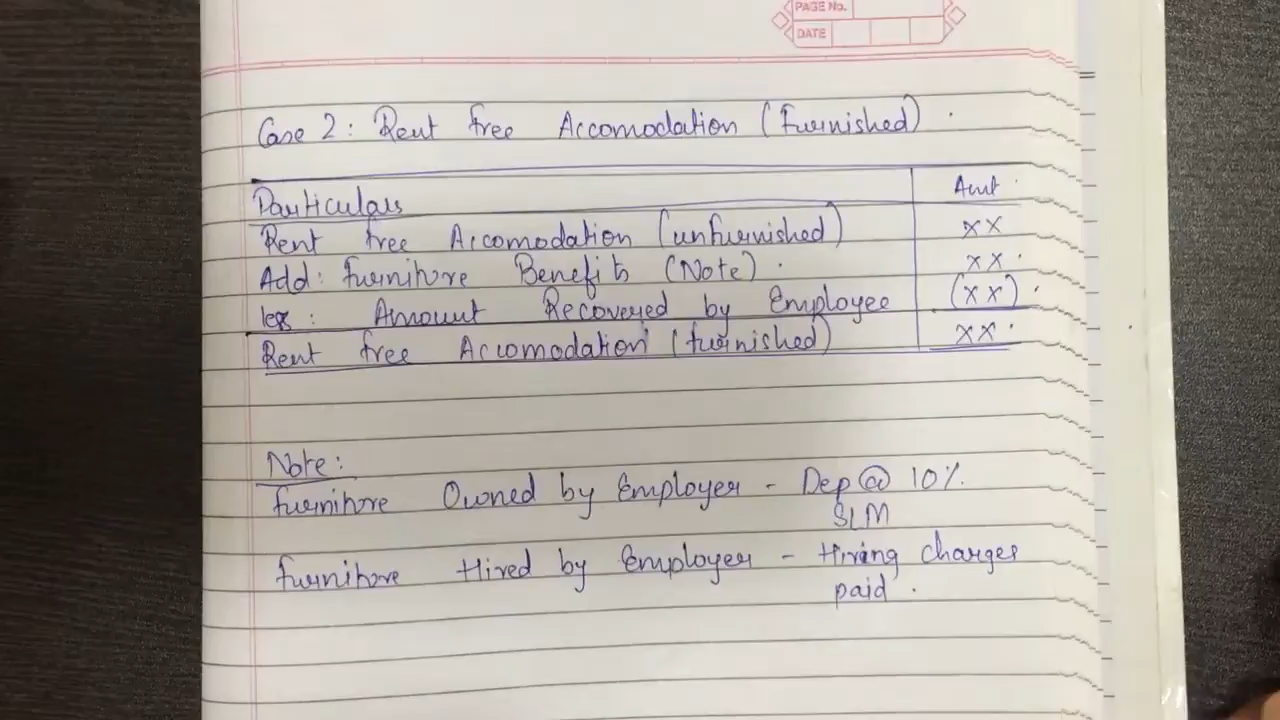 PAGE No.
DATE
Case 2: Rent free Accomodation (Furnished)
Particulars Amt
Rent free Accomodation (unfurnished) xx
Add: furniture Benefits (Note) xx
less: Amount Recovered by Employee (xx)
Rent free Accomodation (furnished) xx
Note:
furniture Owned by Employer - Dep @ 10%
SLM
furniture Hired by Employer - Hiring charges
paid